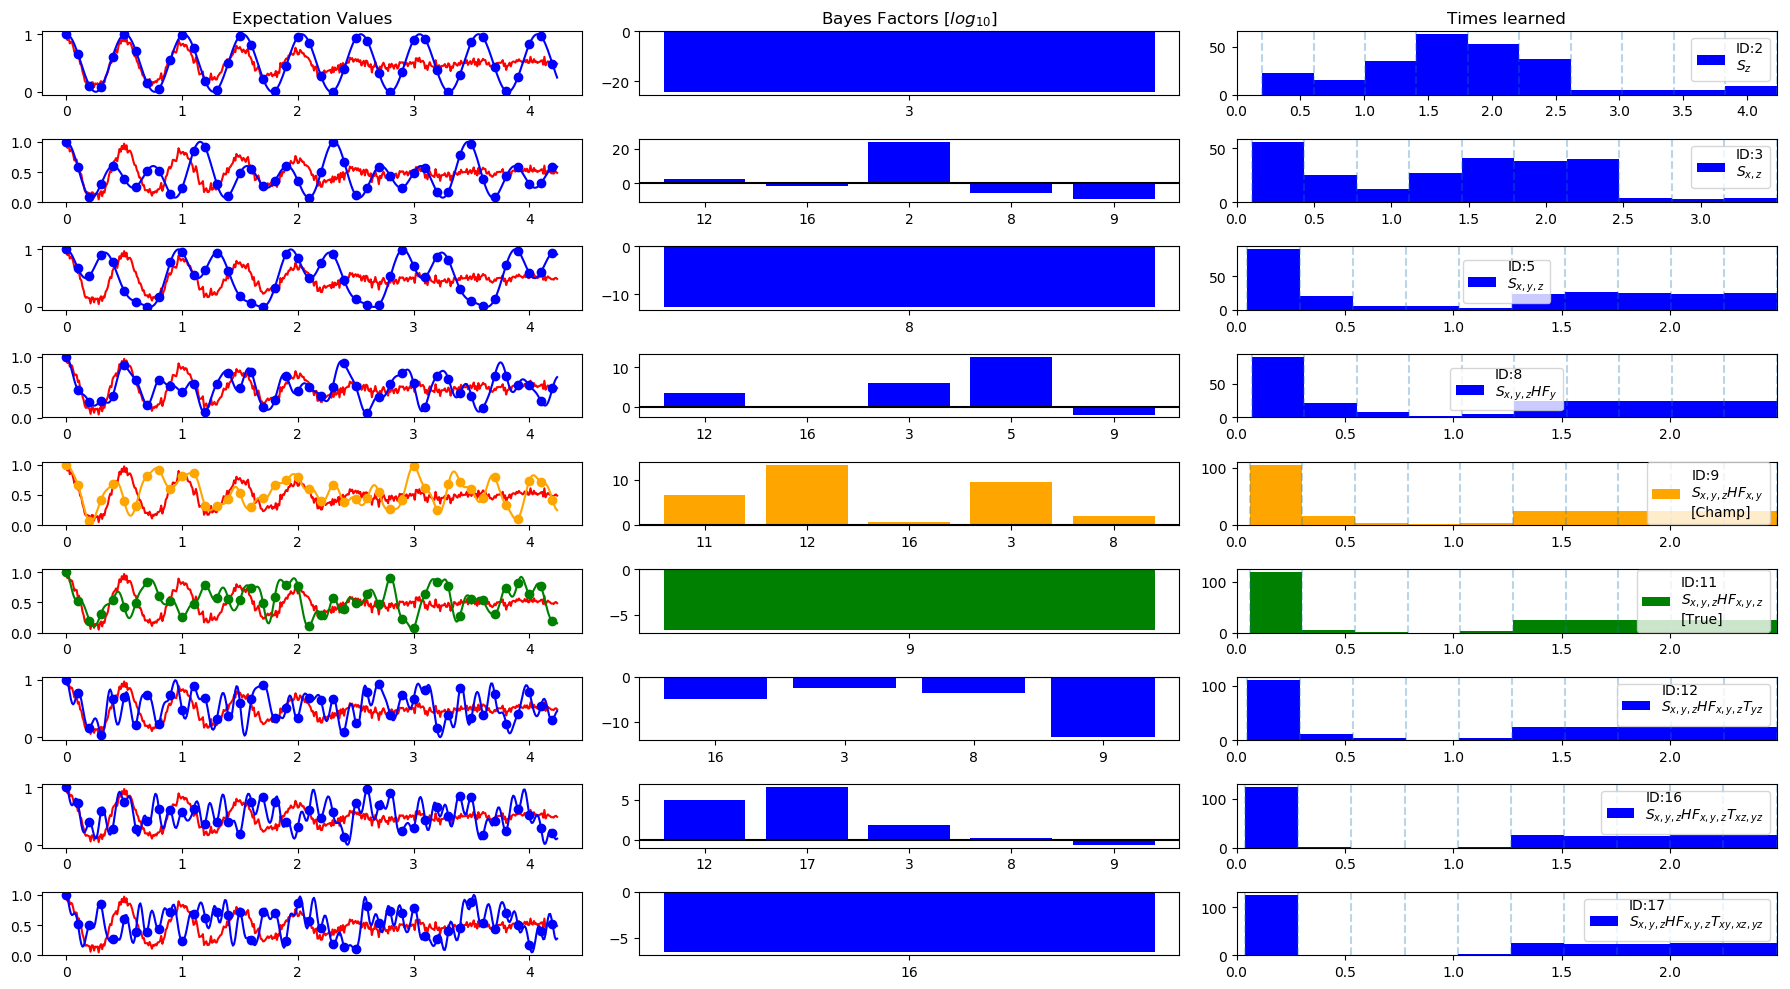 Expectation Values Bayes Factors [log10] Times learned
1 0 0 1 2 3 4
0 −20 3
50 0 0.0 0.5 1.0 1.5 2.0 2.5 3.0 3.5 4.0
ID:2
Sz
1.0 0.5 0.0 0 1 2 3 4
20 0 12 16 2 8 9
50 0 0.0 0.5 1.0 1.5 2.0 2.5 3.0
ID:3
Sx,z
1 0 0 1 2 3 4
0 −10 8
50 0 0.0 0.5 1.0 1.5 2.0
ID:5
Sx,y,z
1.0 0.5 0.0 0 1 2 3 4
10 0 12 16 3 5 9
50 0 0.0 0.5 1.0 1.5 2.0
ID:8
Sx,y,zHFy
1.0 0.5 0.0 0 1 2 3 4
10 0 11 12 16 3 8
100 0 0.0 0.5 1.0 1.5 2.0
ID:9
Sx,y,zHFx,y
[Champ]
1.0 0.5 0.0 0 1 2 3 4
0 −5 9
100 0 0.0 0.5 1.0 1.5 2.0
ID:11
Sx,y,zHFx,y,z
[True]
1 0 0 1 2 3 4
0 −10 16 3 8 9
100 0 0.0 0.5 1.0 1.5 2.0
ID:12
Sx,y,zHFx,y,zTyz
1 0 0 1 2 3 4
5 0 12 17 3 8 9
100 0 0.0 0.5 1.0 1.5 2.0
ID:16
Sx,y,zHFx,y,zTxz,yz
1.0 0.5 0.0 0 1 2 3 4
0 −5 16
100 0 0.0 0.5 1.0 1.5 2.0
ID:17
Sx,y,zHFx,y,zTxy,xz,yz